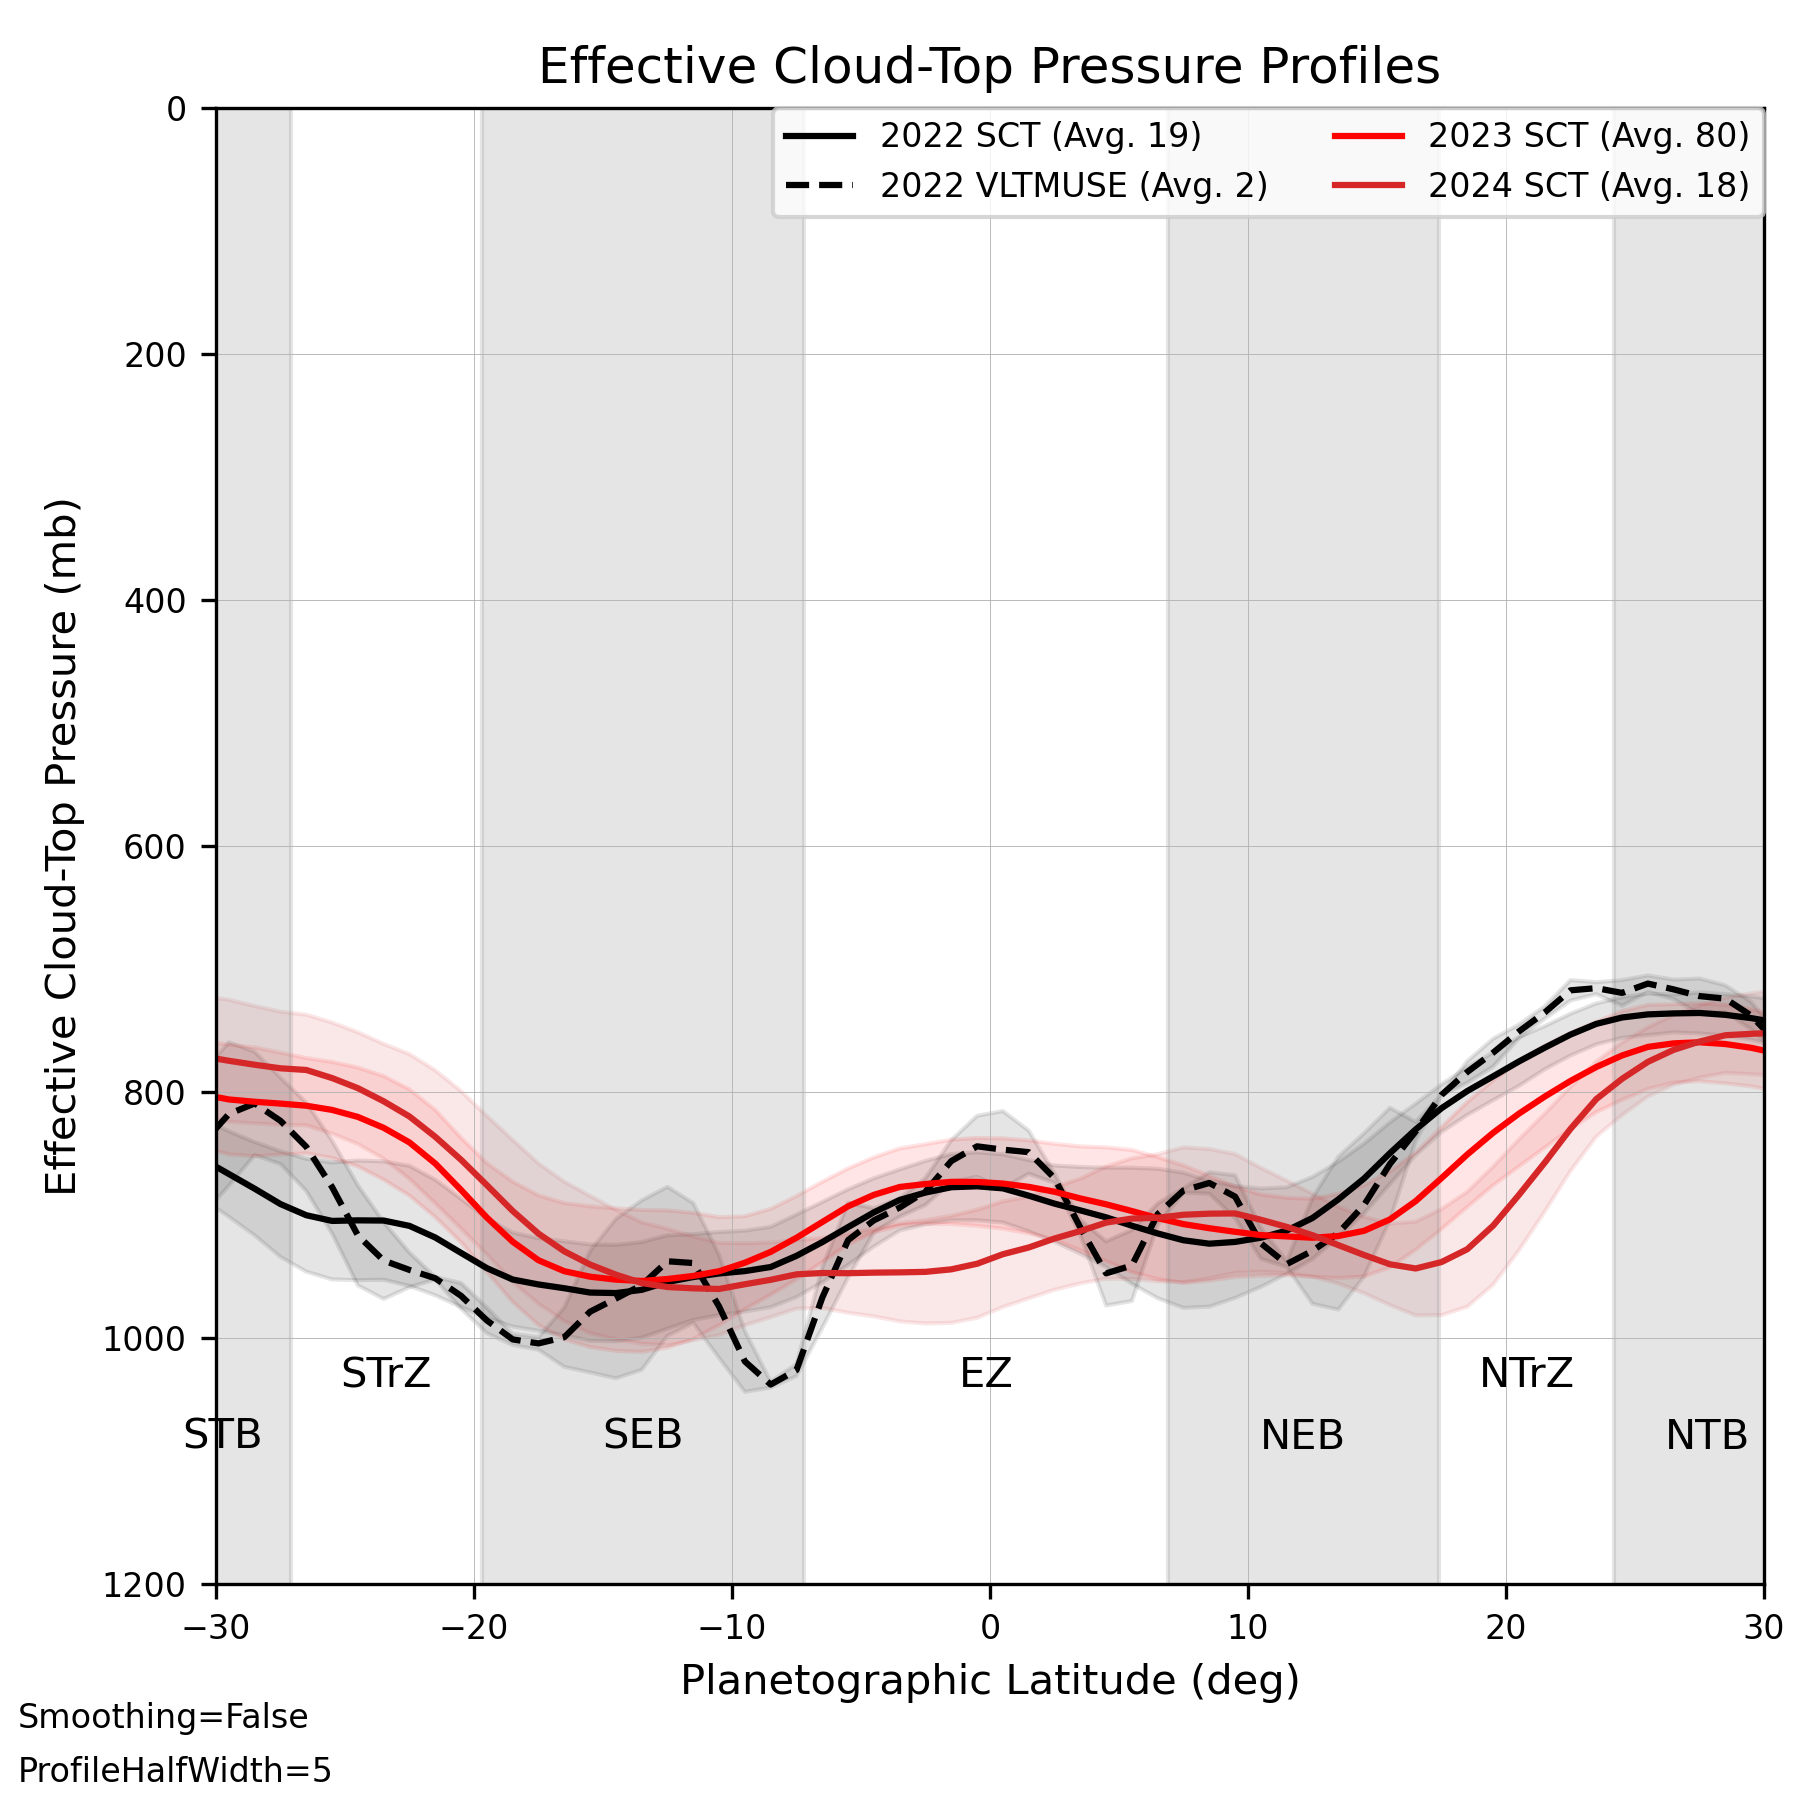 Effective Cloud-Top Pressure Profiles
0
200
400
600
800
1000
1200
Effective Cloud-Top Pressure (mb)
2022 SCT (Avg. 19)
2022 VLTMUSE (Avg. 2)
2023 SCT (Avg. 80)
2024 SCT (Avg. 18)
STrZ
EZ
NTrZ
STB
SEB
NEB
NTB
−30
−20
−10
0
10
20
30
Planetographic Latitude (deg)
Smoothing=False
ProfileHalfWidth=5